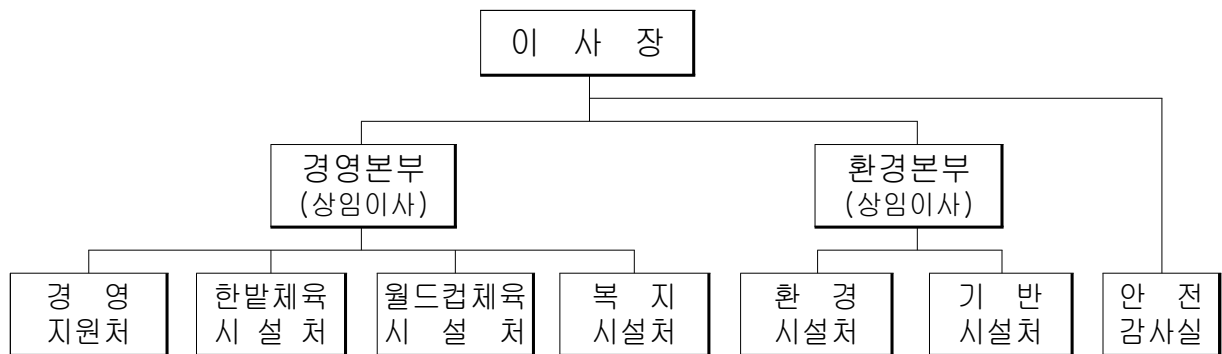 이 사 장
경영본부
(상임이사)
환경본부
(상임이사)
경 영
지원처
한밭체육
시 설 처
월드컵체육
시 설 처
복 지
시설처
환 경
시설처
기 반
시설처
안 전
감사실